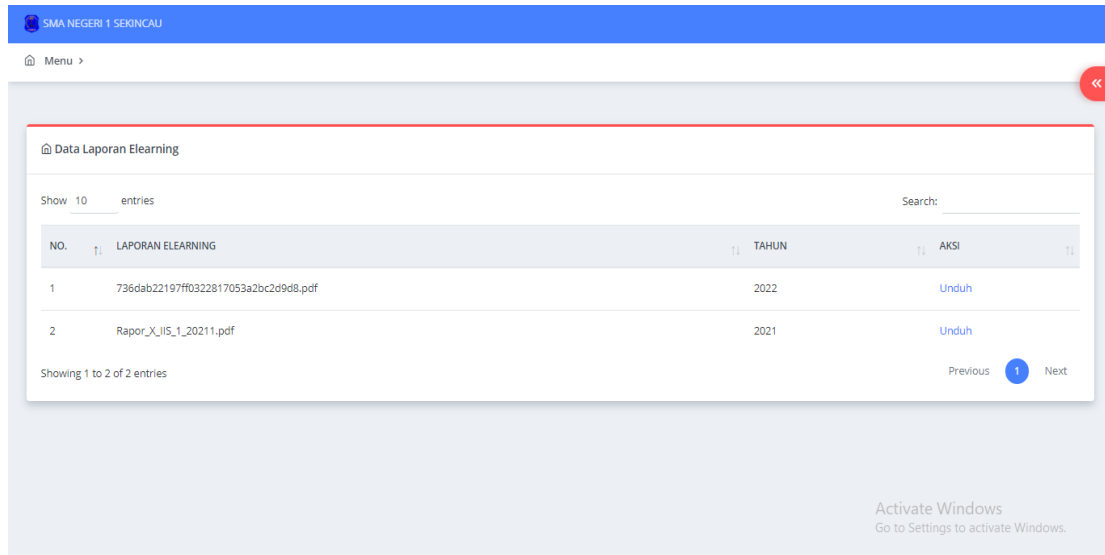 SMA NEGERI 1 SEKINCAU
Menu >
Data Laporan Elearning
Show 10 entries Search:
NO. LAPORAN ELEARNING TAHUN AKSI
1 736dab22197ff0322817053a2bc2d9d8.pdf 2022 Unduh
2 Rapor_X_IIS_1_20211.pdf 2021 Unduh
Showing 1 to 2 of 2 entries Previous 1 Next
Activate Windows
Go to Settings to activate Windows.